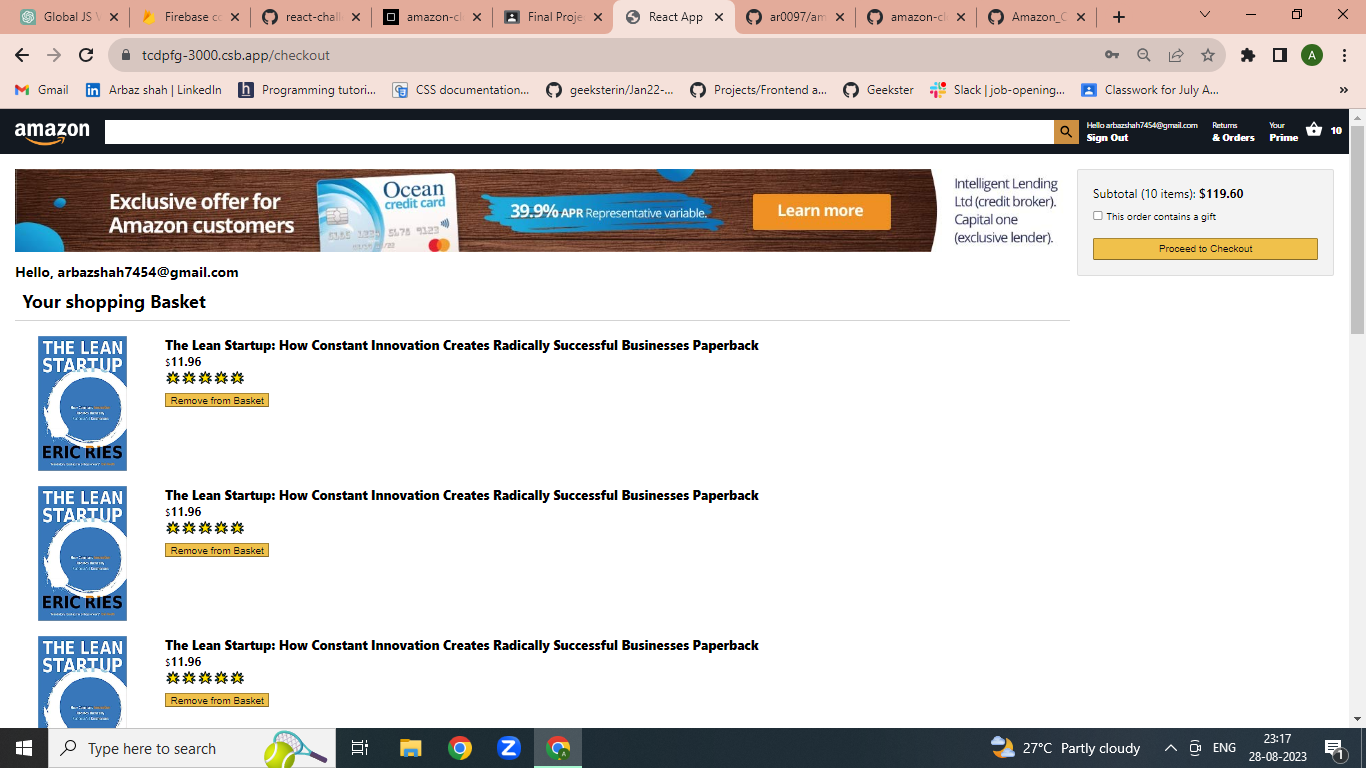 Global JS V
Firebase co
react-chall
amazon-cl
Final Proje
React App
ar0097/am
amazon-cl
Amazon_C
tcdpfg-3000.csb.app/checkout
A
Gmail
Arbaz shah | LinkedIn
Programming tutori...
CSS documentation...
geeksterin/Jan22-...
Projects/Frontend a...
Geekster
Slack | job-opening...
Classwork for July A...
»
amazon
Hello arbazshah7454@gmail.com
Sign Out
Returns
& Orders
Your
Prime
10
Exclusive offer for
Amazon customers
Ocean
credit card
39.9% APR Representative variable.
Learn more
Intelligent Lending
Ltd (credit broker).
Capital one
(exclusive lender).
Subtotal (10 items): $119.60
This order contains a gift
Proceed to Checkout
Hello, arbazshah7454@gmail.com
Your shopping Basket
THE LEAN
STARTUP
ERIC RIES
The Lean Startup: How Constant Innovation Creates Radically Successful Businesses Paperback
$11.96
Remove from Basket
THE LEAN
STARTUP
ERIC RIES
The Lean Startup: How Constant Innovation Creates Radically Successful Businesses Paperback
$11.96
Remove from Basket
THE LEAN
STARTUP
The Lean Startup: How Constant Innovation Creates Radically Successful Businesses Paperback
$11.96
Remove from Basket
Type here to search
27°C Partly cloudy
ENG
23:17
28-08-2023
1